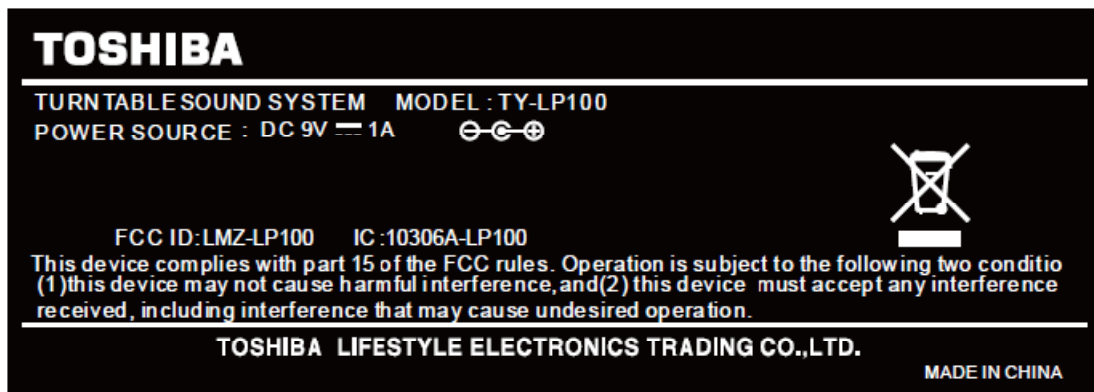 TOSHIBA
TURNTABLE SOUND SYSTEM MODEL : TY-LP100
POWER SOURCE : DC 9V ⎓ 1A
FCC ID:LMZ-LP100 IC :10306A-LP100
This device complies with part 15 of the FCC rules. Operation is subject to the following two conditio
(1)this device may not cause harmful interference,and(2) this device must accept any interference
received, including interference that may cause undesired operation.
TOSHIBA LIFESTYLE ELECTRONICS TRADING CO.,LTD.
MADE IN CHINA